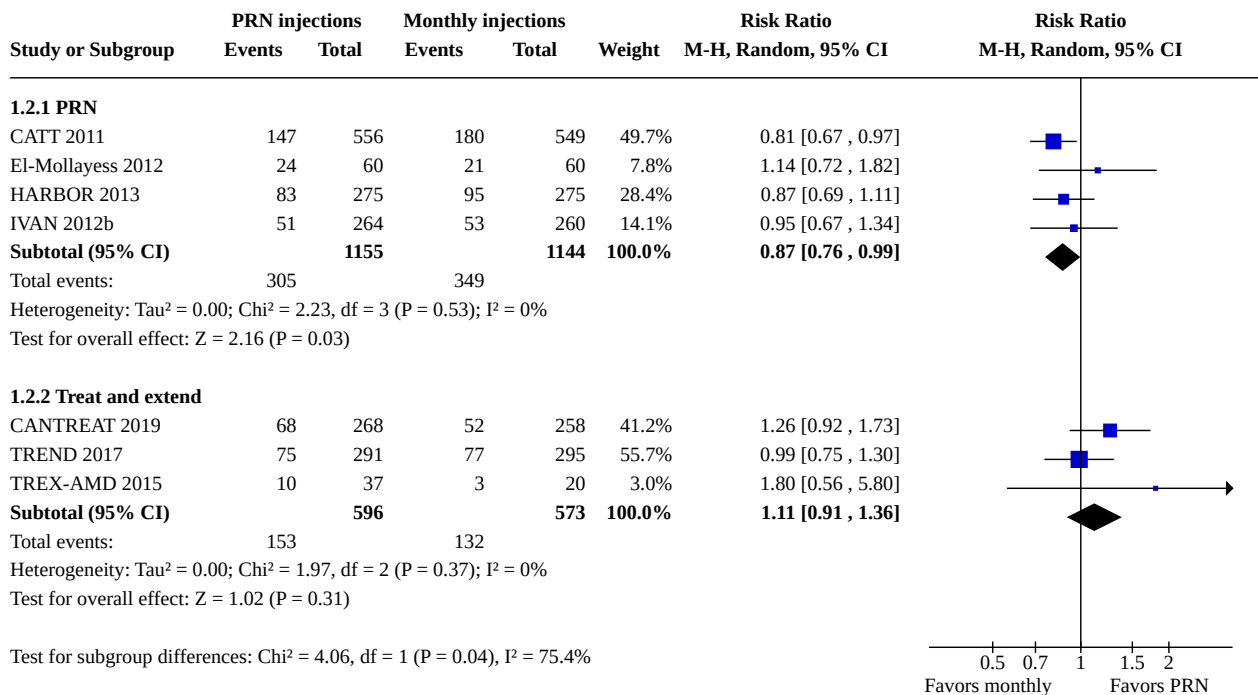 PRN injections Monthly injections Risk Ratio Risk Ratio
Study or Subgroup Events Total Events Total Weight M-H, Random, 95% CI M-H, Random, 95% CI
1.2.1 PRN
CATT 2011 147 556 180 549 49.7% 0.81 [0.67 , 0.97]
El-Mollayess 2012 24 60 21 60 7.8% 1.14 [0.72 , 1.82]
HARBOR 2013 83 275 95 275 28.4% 0.87 [0.69 , 1.11]
IVAN 2012b 51 264 53 260 14.1% 0.95 [0.67 , 1.34]
Subtotal (95% CI) 1155 1144 100.0% 0.87 [0.76 , 0.99]
Total events: 305 349
Heterogeneity: Tau² = 0.00; Chi² = 2.23, df = 3 (P = 0.53); I² = 0%
Test for overall effect: Z = 2.16 (P = 0.03)
1.2.2 Treat and extend
CANTREAT 2019 68 268 52 258 41.2% 1.26 [0.92 , 1.73]
TREND 2017 75 291 77 295 55.7% 0.99 [0.75 , 1.30]
TREX-AMD 2015 10 37 3 20 3.0% 1.80 [0.56 , 5.80]
Subtotal (95% CI) 596 573 100.0% 1.11 [0.91 , 1.36]
Total events: 153 132
Heterogeneity: Tau² = 0.00; Chi² = 1.97, df = 2 (P = 0.37); I² = 0%
Test for overall effect: Z = 1.02 (P = 0.31)
Test for subgroup differences: Chi² = 4.06, df = 1 (P = 0.04), I² = 75.4%
0.5 0.7 1 1.5 2
Favors monthly Favors PRN